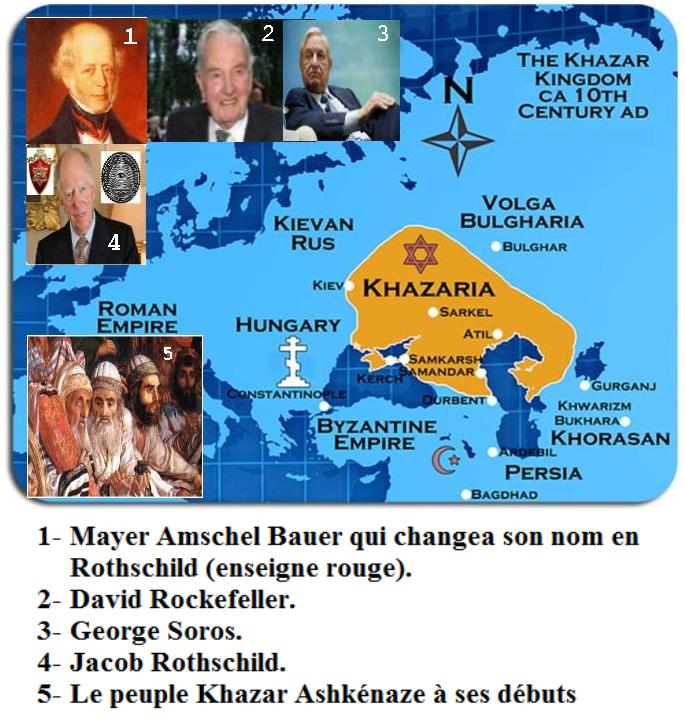 1
2
3
4
5
THE KHAZAR
KINGDOM
CA 10TH
CENTURY AD
N
VOLGA
BULGHARIA
BULGHAR
KIEVAN
RUS
KIEV
KHAZARIA
SARKEL
ATIL
ROMAN
EMPIRE
HUNGARY
SAMKARSH
SAMANDAR
KERCH
CONSTANTINOPLE
DURBENT
GURGANJ
KHWARIZM
BUKHARA
KHORASAN
BYZANTINE
EMPIRE
ARDEBIL
PERSIA
BAGHDAD
1- Mayer Amschel Bauer qui changea son nom en
Rothschild (enseigne rouge).
2- David Rockefeller.
3- George Soros.
4- Jacob Rothschild.
5- Le peuple Khazar Ashkénaze à ses débuts